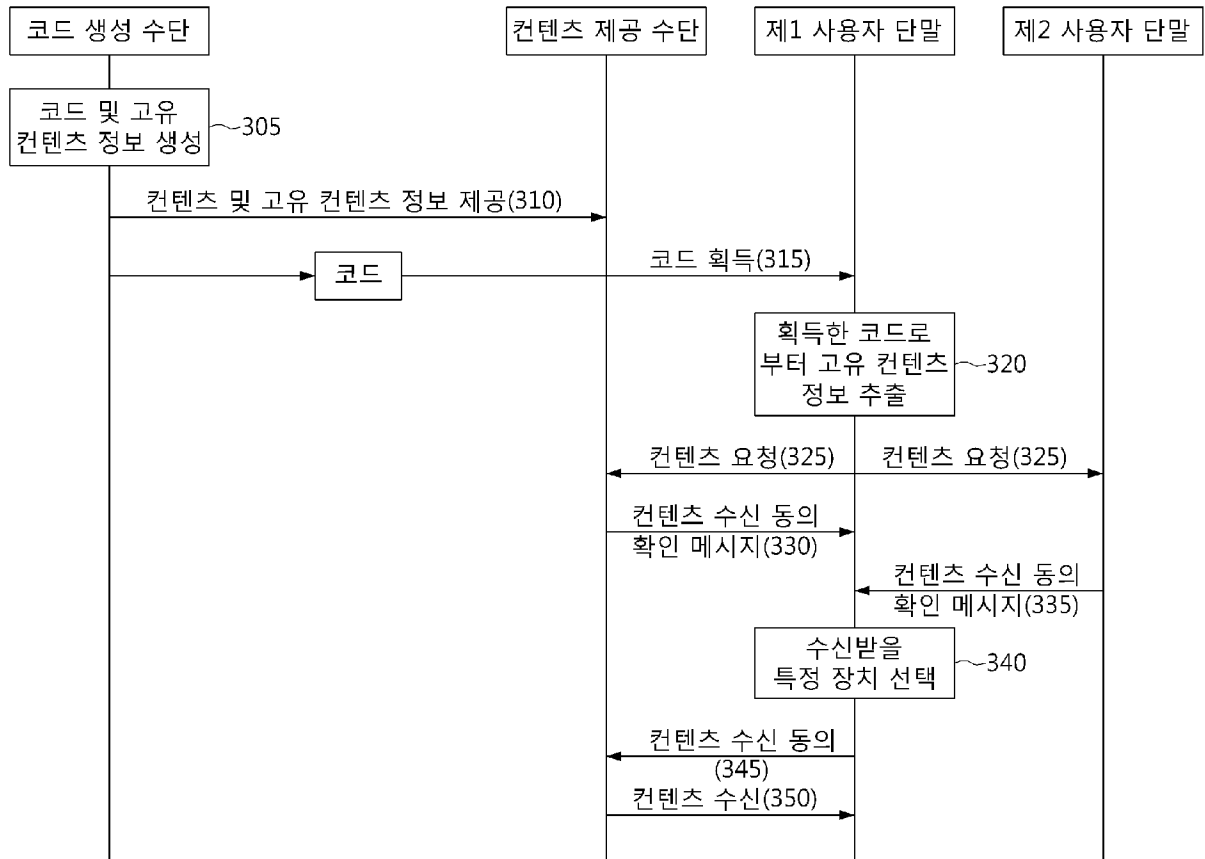 코드 생성 수단
컨텐츠 제공 수단
제1 사용자 단말
제2 사용자 단말
코드 및 고유
컨텐츠 정보 생성
305
컨텐츠 및 고유 컨텐츠 정보 제공(310)
코드
코드 획득(315)
획득한 코드로
부터 고유 컨텐츠
정보 추출
320
컨텐츠 요청(325)
컨텐츠 요청(325)
컨텐츠 수신 동의
확인 메시지(330)
컨텐츠 수신 동의
확인 메시지(335)
수신받을
특정 장치 선택
340
컨텐츠 수신 동의
(345)
컨텐츠 수신(350)